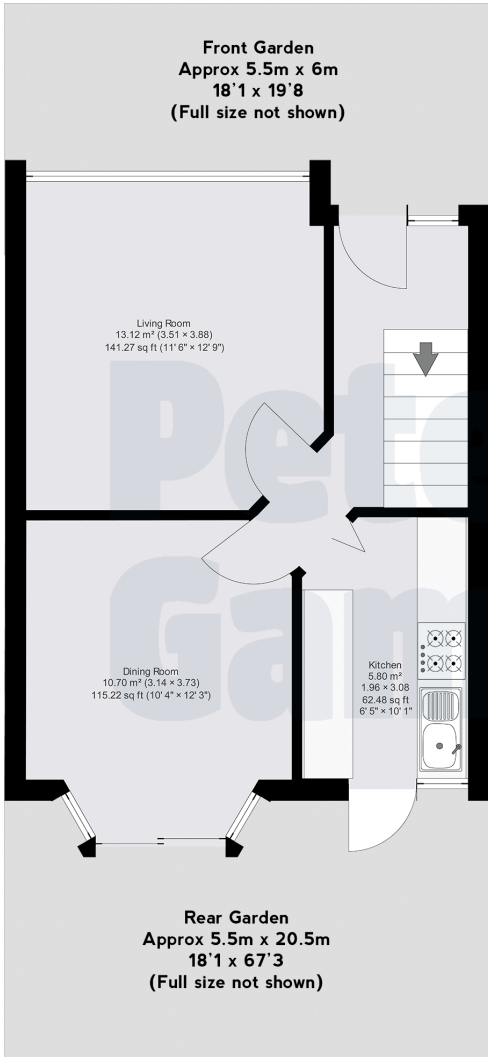 Front Garden
Approx 5.5m x 6m
18'1 x 19'8
(Full size not shown)
Living Room
13.12 m² (3.51 × 3.88)
141.27 sq ft (11' 6" × 12' 9")
Pete
Gam
Dining Room
10.70 m² (3.14 × 3.73)
115.22 sq ft (10' 4" × 12' 3")
Kitchen
5.80 m²
1.96 × 3.08
62.48 sq ft
6' 5" × 10' 1"
Rear Garden
Approx 5.5m x 20.5m
18'1 x 67'3
(Full size not shown)